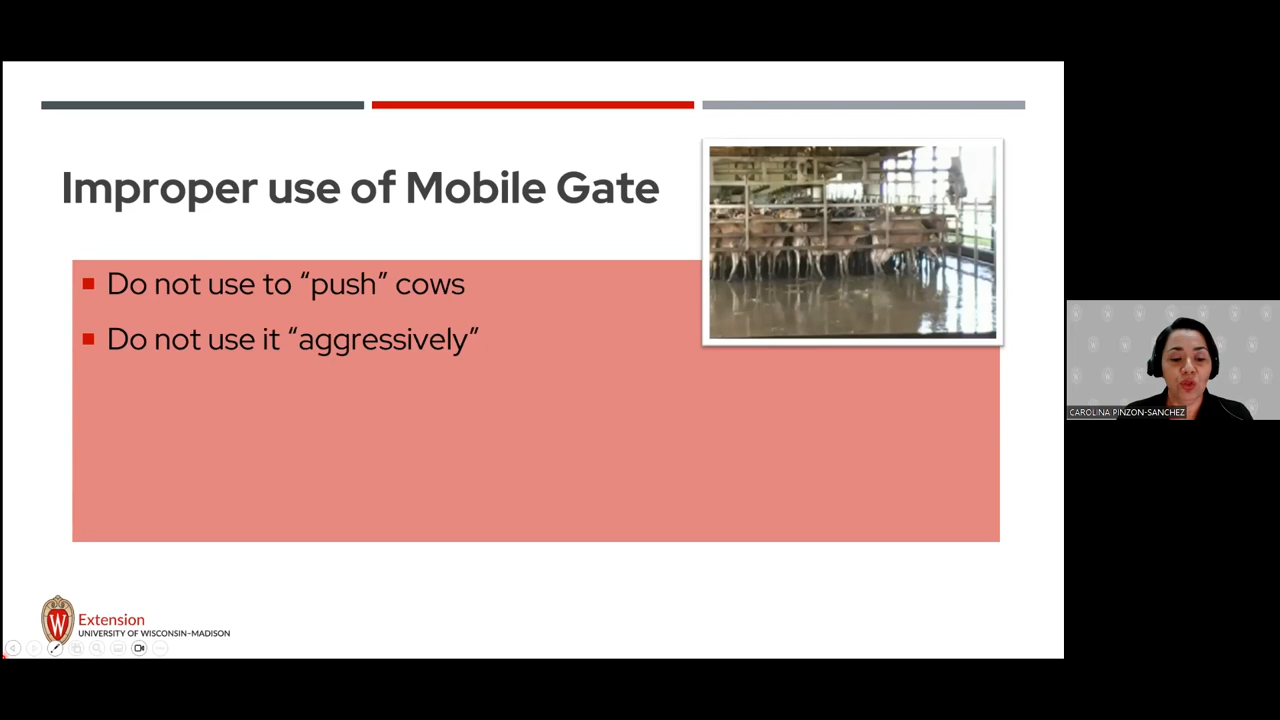 Improper use of Mobile Gate
Do not use to “push” cows
Do not use it “aggressively”
CAROLINA PINZON-SANCHEZ
W
Extension
UNIVERSITY OF WISCONSIN–MADISON